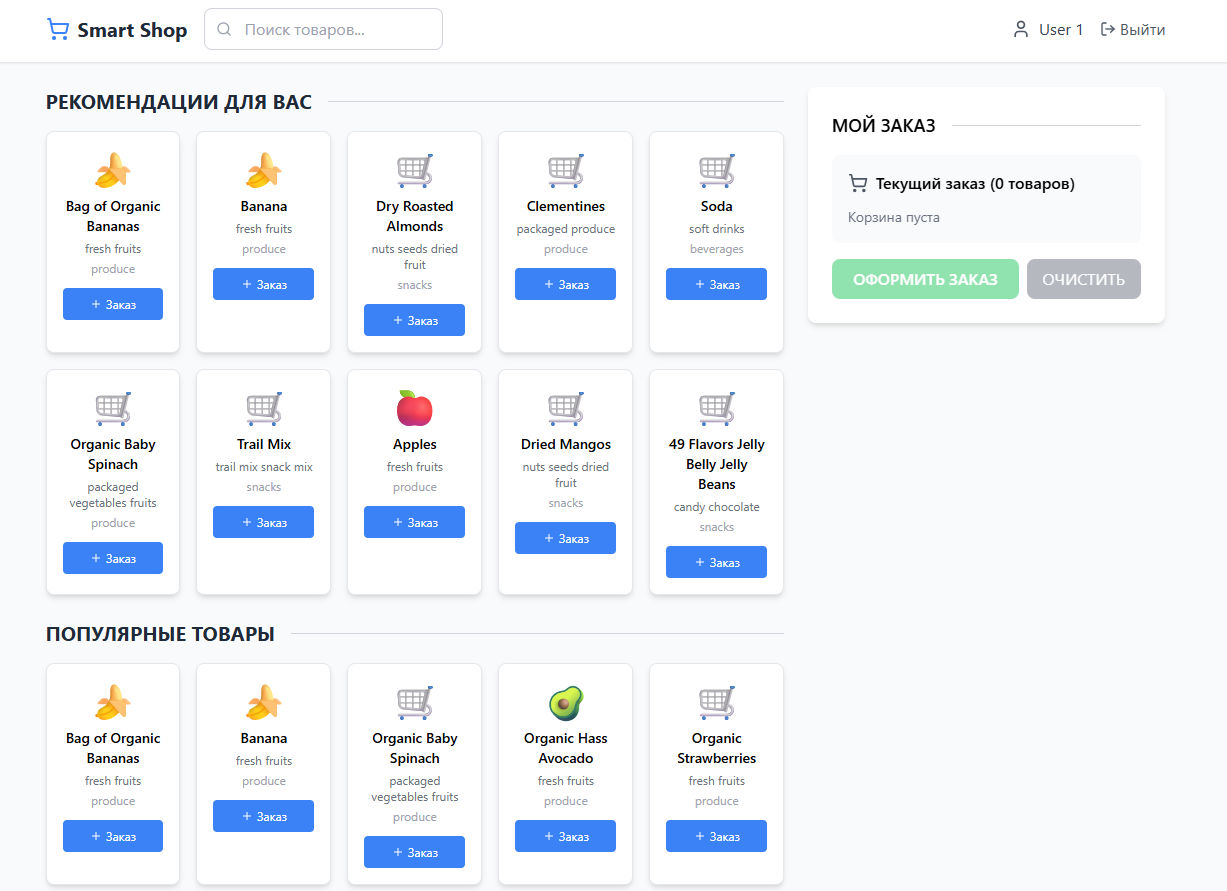 Smart Shop
Поиск товаров...
User 1
Выйти
РЕКОМЕНДАЦИИ ДЛЯ ВАС
Bag of Organic
Bananas
fresh fruits
produce
+ Заказ
Banana
fresh fruits
produce
+ Заказ
Dry Roasted
Almonds
nuts seeds dried
fruit
snacks
+ Заказ
Clementines
packaged produce
produce
+ Заказ
Soda
soft drinks
beverages
+ Заказ
Organic Baby
Spinach
packaged
vegetables fruits
produce
+ Заказ
Trail Mix
trail mix snack mix
snacks
+ Заказ
Apples
fresh fruits
produce
+ Заказ
Dried Mangos
nuts seeds dried
fruit
snacks
+ Заказ
49 Flavors Jelly
Belly Jelly
Beans
candy chocolate
snacks
+ Заказ
ПОПУЛЯРНЫЕ ТОВАРЫ
Bag of Organic
Bananas
fresh fruits
produce
+ Заказ
Banana
fresh fruits
produce
+ Заказ
Organic Baby
Spinach
packaged
vegetables fruits
produce
+ Заказ
Organic Hass
Avocado
fresh fruits
produce
+ Заказ
Organic
Strawberries
fresh fruits
produce
+ Заказ
МОЙ ЗАКАЗ
Текущий заказ (0 товаров)
Корзина пуста
ОФОРМИТЬ ЗАКАЗ
ОЧИСТИТЬ